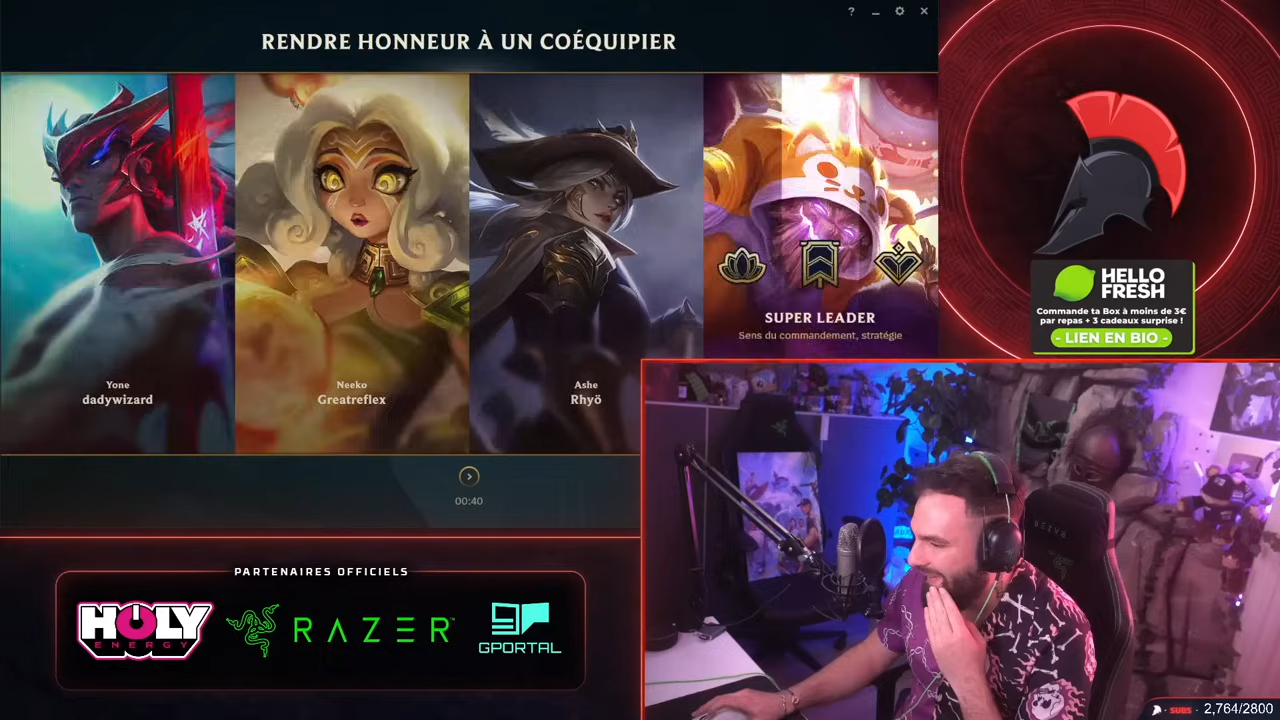 ?
RENDRE HONNEUR À UN COÉQUIPIER
Yone
dadywizard
Neeko
Greatreflex
Ashe
Rhyö
SUPER LEADER
Sens du commandement, stratégie
00:40
HELLO
FRESH
Commande ta Box à moins de 3€
par repas + 3 cadeaux surprise !
- LIEN EN BIO -
PARTENAIRES OFFICIELS
HOLY
ENERGY
RAZER
GPORTAL
RAZER
SUBS - 2,764/2800